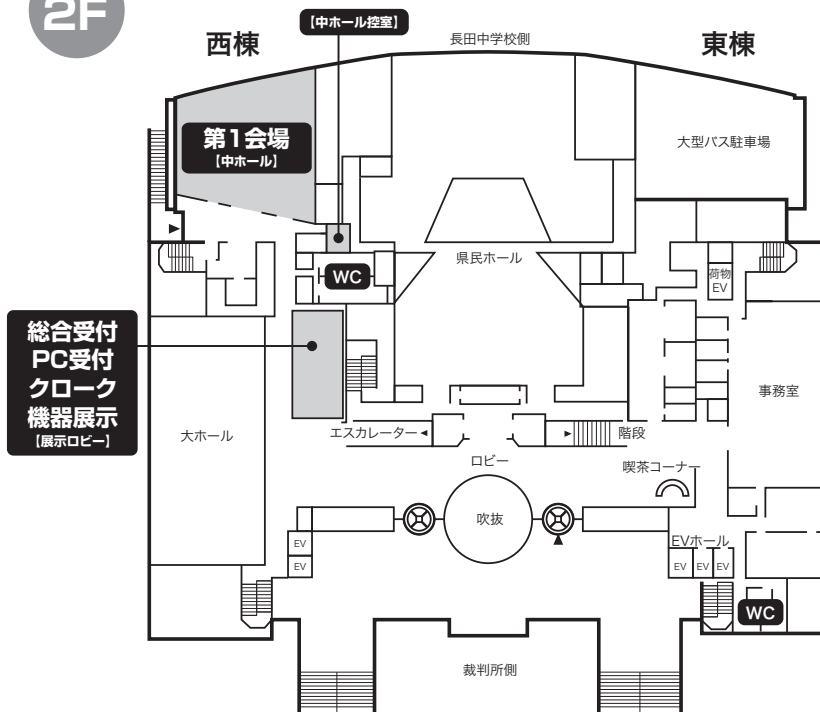 2F
西棟
【中ホール控室】
長田中学校側
東棟
第1会場
【中ホール】
大型バス駐車場
県民ホール
WC
荷物
EV
総合受付
PC受付
クローク
機器展示
【展示ロビー】
事務室
大ホール
エスカレーター
階段
ロビー
喫茶コーナー
吹抜
EVホール
EV
EV
EV
EV
EV
WC
裁判所側